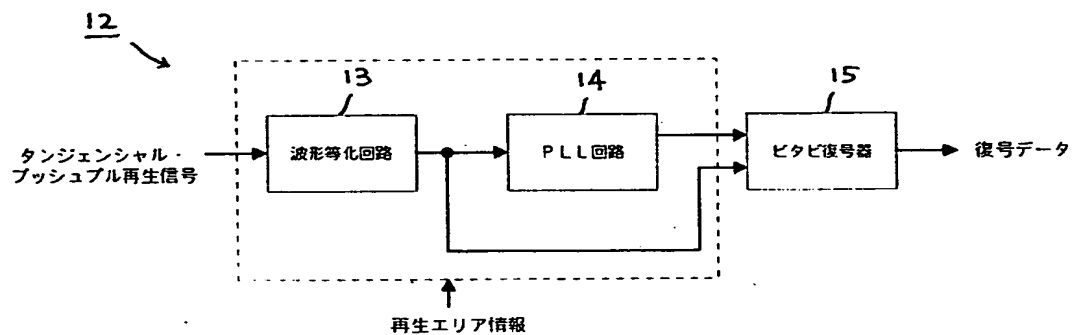 12
13
14
15
波形等化回路
PLL回路
ビタビ復号器
タンジェンシャル・
プッシュプル再生信号
復号データ
再生エリア情報